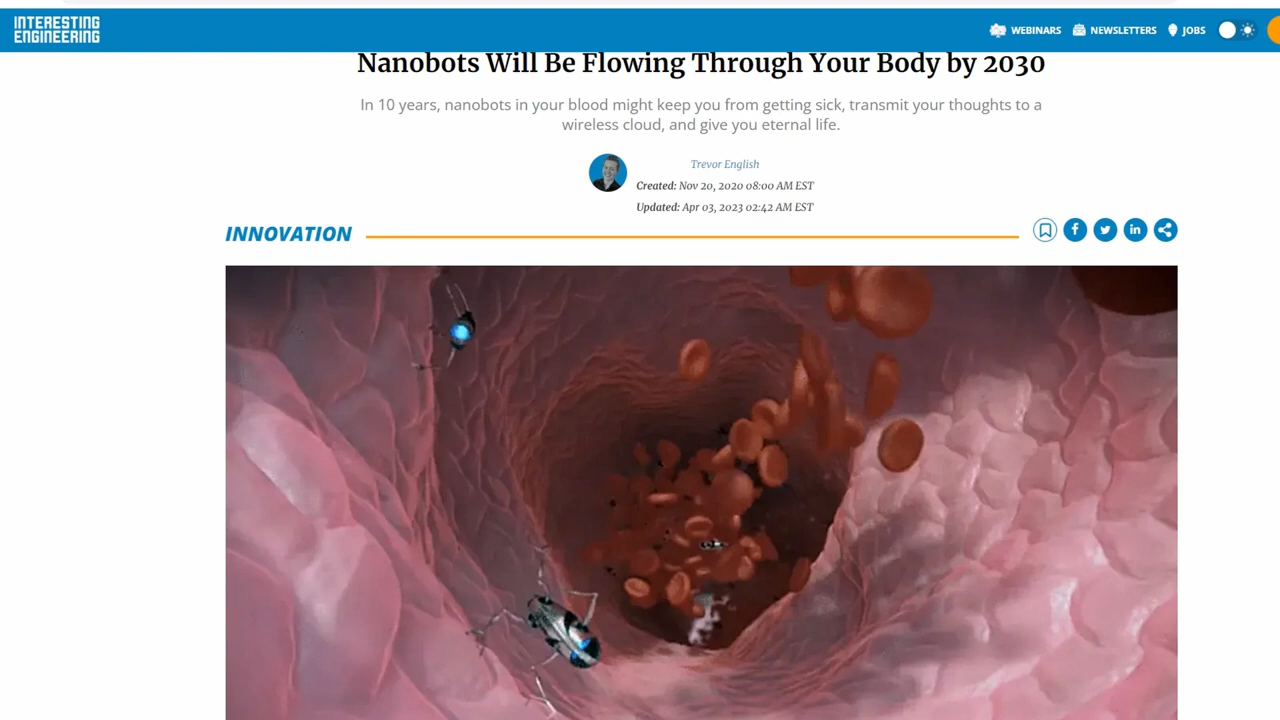 INTERESTING
ENGINEERING
WEBINARS NEWSLETTERS JOBS
Nanobots Will Be Flowing Through Your Body by 2030
In 10 years, nanobots in your blood might keep you from getting sick, transmit your thoughts to a
wireless cloud, and give you eternal life.
Trevor English
Created: Nov 20, 2020 08:00 AM EST
Updated: Apr 03, 2023 02:42 AM EST
INNOVATION